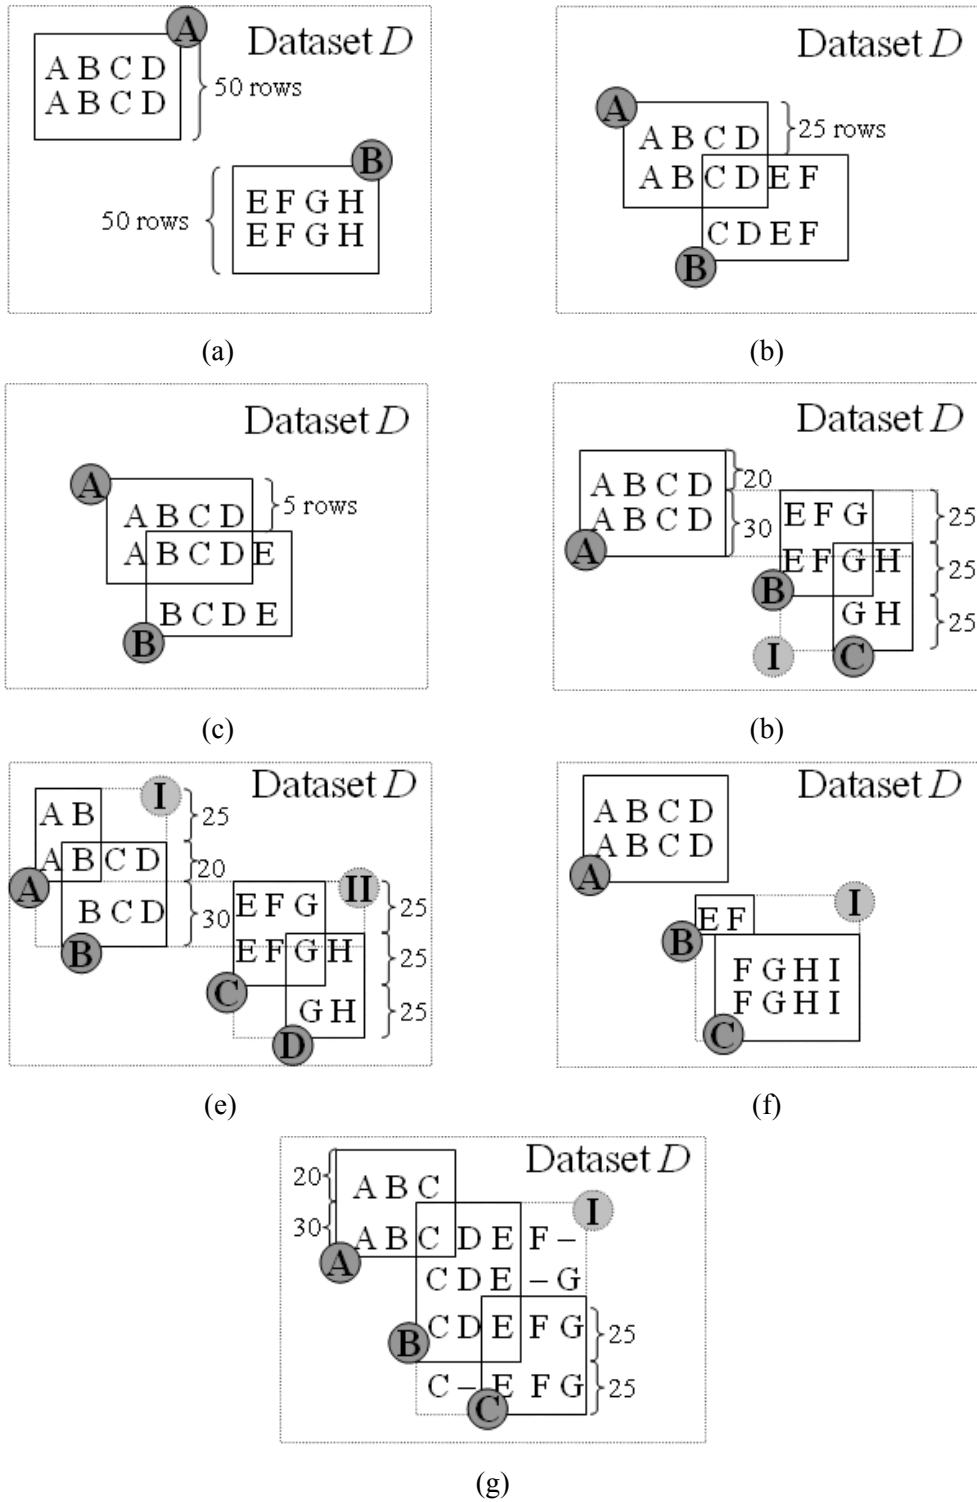 Dataset D
A
A B C D
A B C D
50 rows
B
50 rows
E F G H
E F G H
(a)
Dataset D
A
A B C D
25 rows
A B C D E F
C D E F
B
(b)
Dataset D
A
A B C D
5 rows
A B C D E
B C D E
B
(c)
Dataset D
A B C D
20
A B C D
30
A
E F G
25
E F G H
25
B
G H
25
I
C
(b)
Dataset D
I
A B
25
A B C D
20
A
B C D
30
B
II
E F G
25
E F G H
25
C
G H
25
D
(e)
Dataset D
A B C D
A B C D
A
I
E F
B
F G H I
F G H I
C
(f)
Dataset D
20
A B C
I
30
A B C D E F –
A
C D E – G
C D E F G
25
B
C – E F G
25
C
(g)